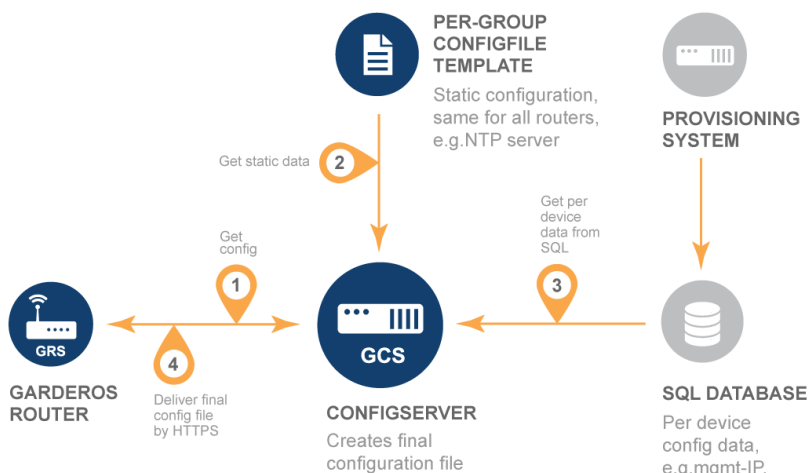 PER-GROUP
CONFIGFILE
TEMPLATE
Static configuration,
same for all routers,
e.g.NTP server
PROVISIONING
SYSTEM
Get static data
2
Get
config
1
Get per
device
data from
SQL
3
GRS
GARDEROS
ROUTER
4
Deliver final
config file
by HTTPS
GCS
CONFIGSERVER
Creates final
configuration file
SQL DATABASE
Per device
config data,
e.g.mgmt-IP,